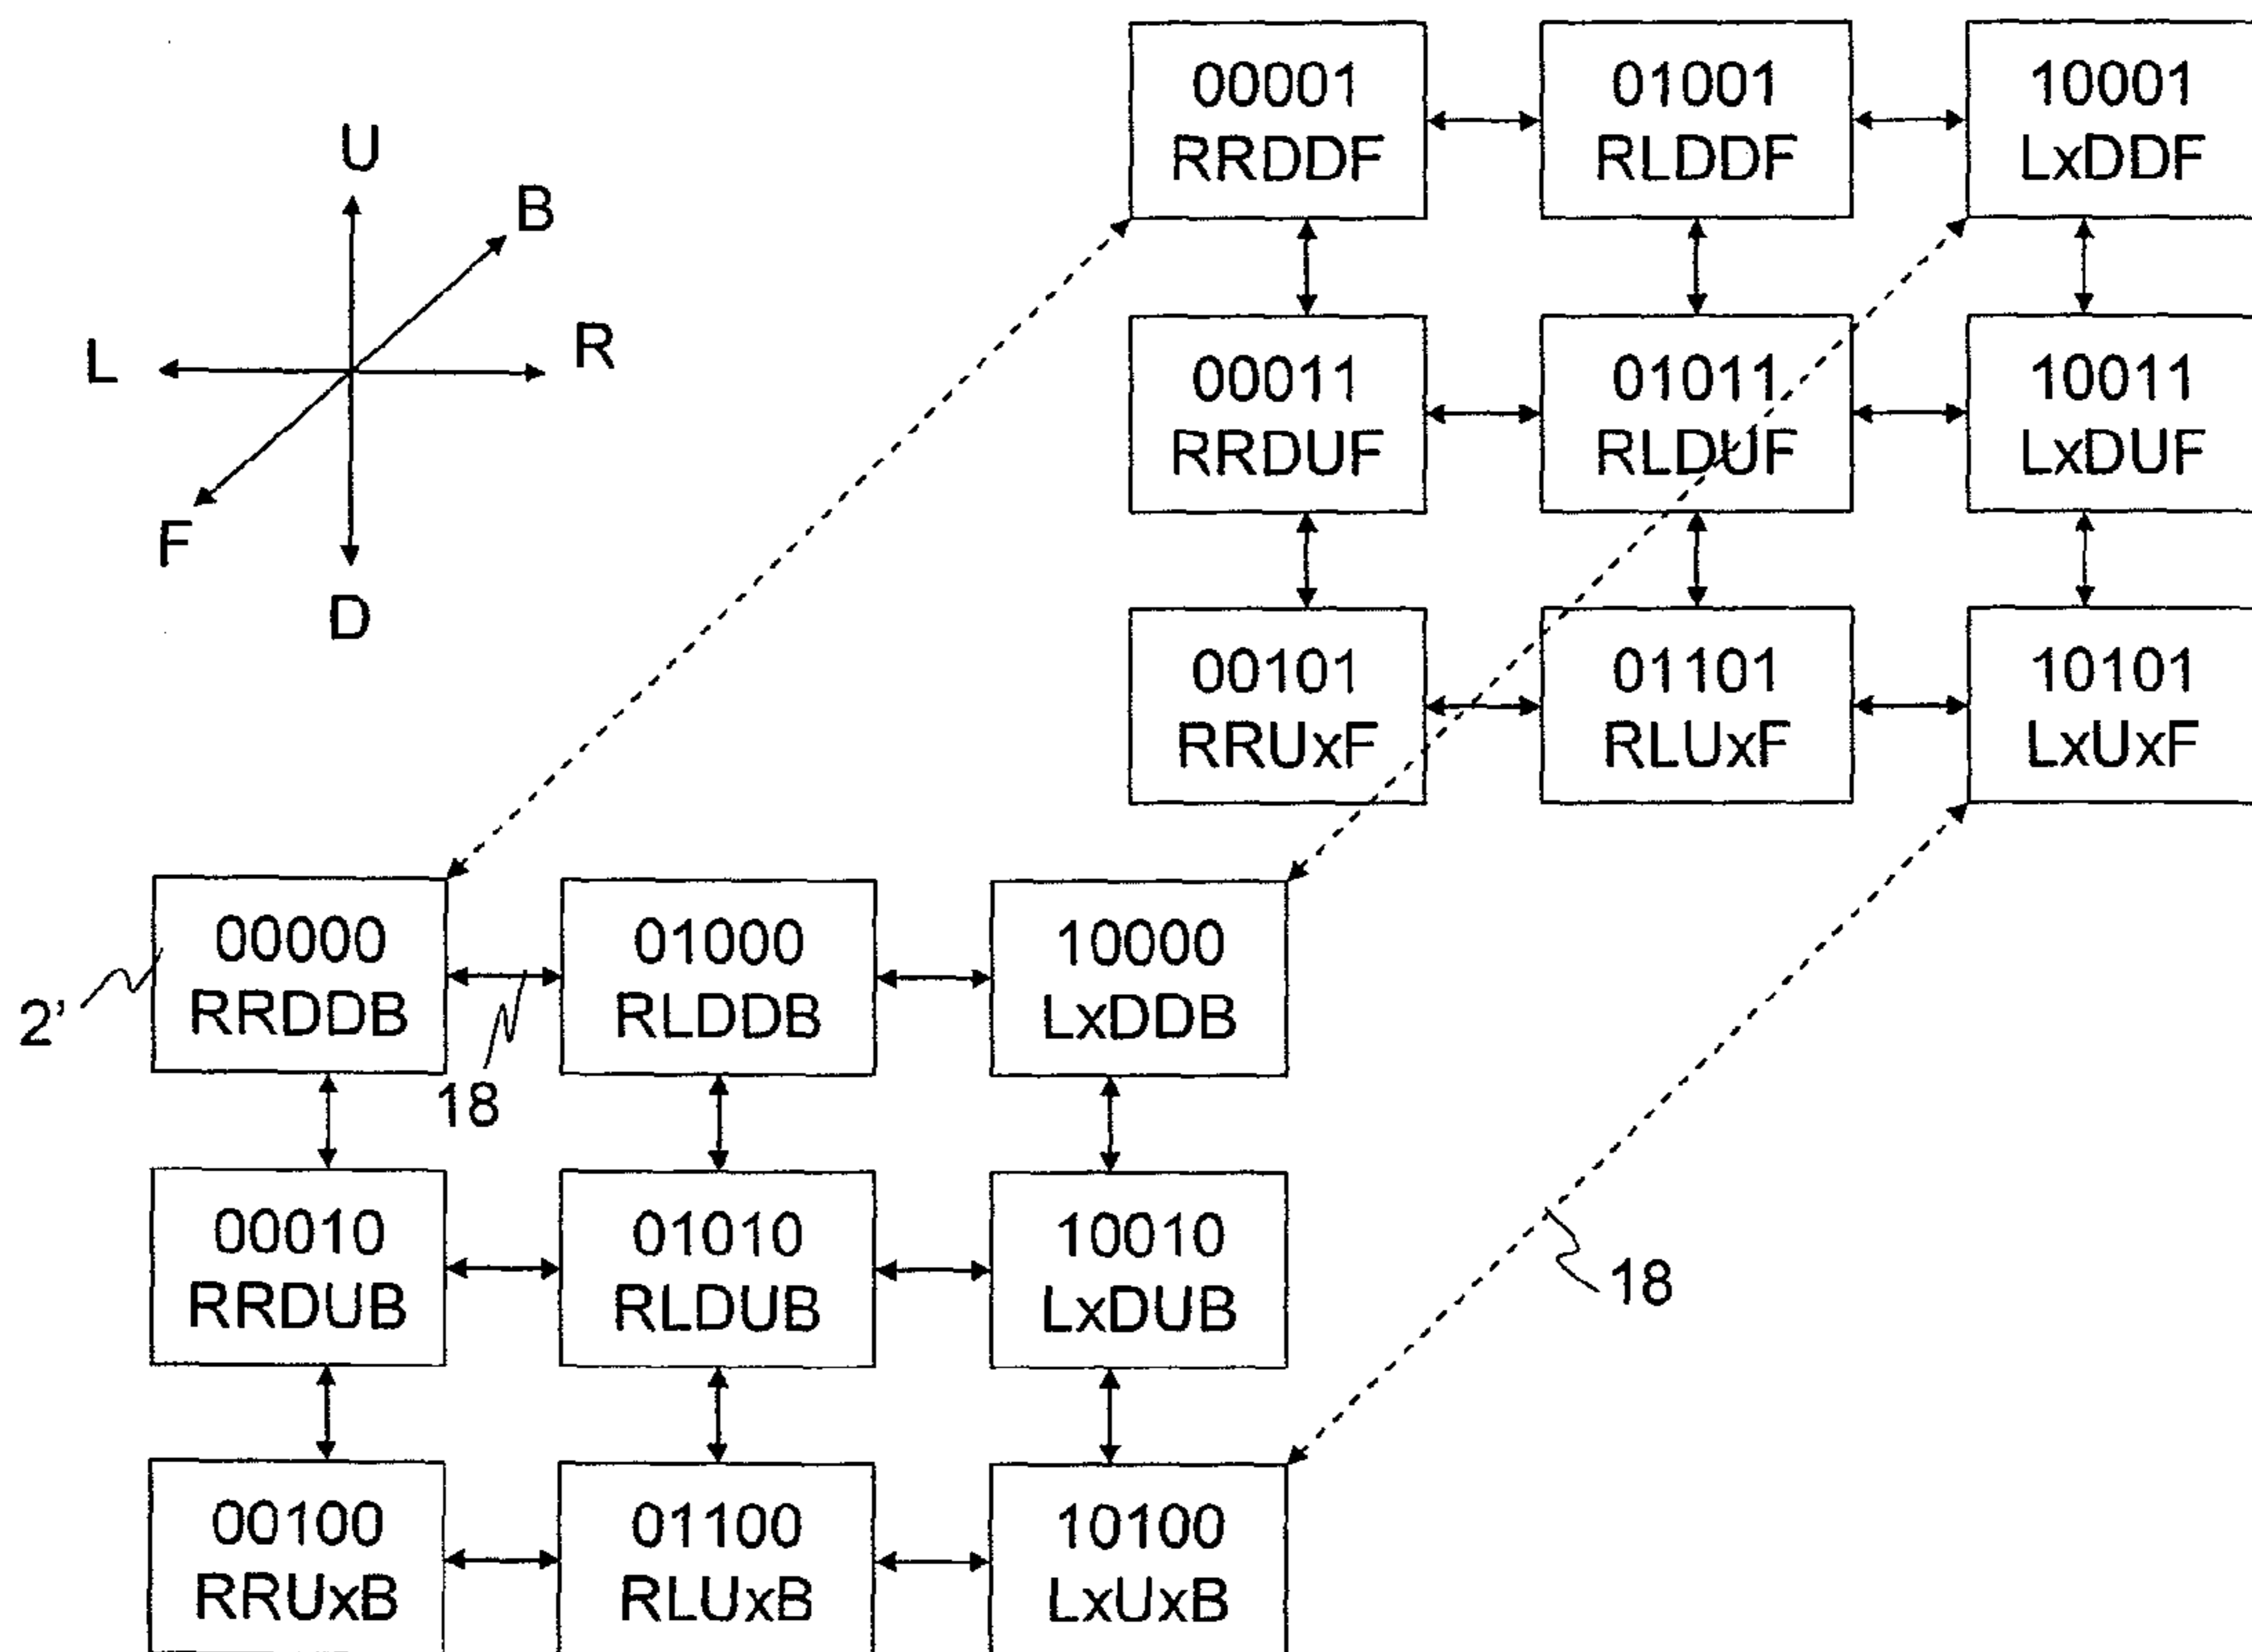 U
B
L
R
F
D
00001
RRDDF
01001
RLDDF
10001
LxDDF
00011
RRDUF
01011
RLDUF
10011
LxDUF
00101
RRUxF
01101
RLUxF
10101
LxUxF
00000
RRDDB
01000
RLDDB
10000
LxDDB
2'
18
00010
RRDUB
01010
RLDUB
10010
LxDUB
18
00100
RRUxB
01100
RLUxB
10100
LxUxB